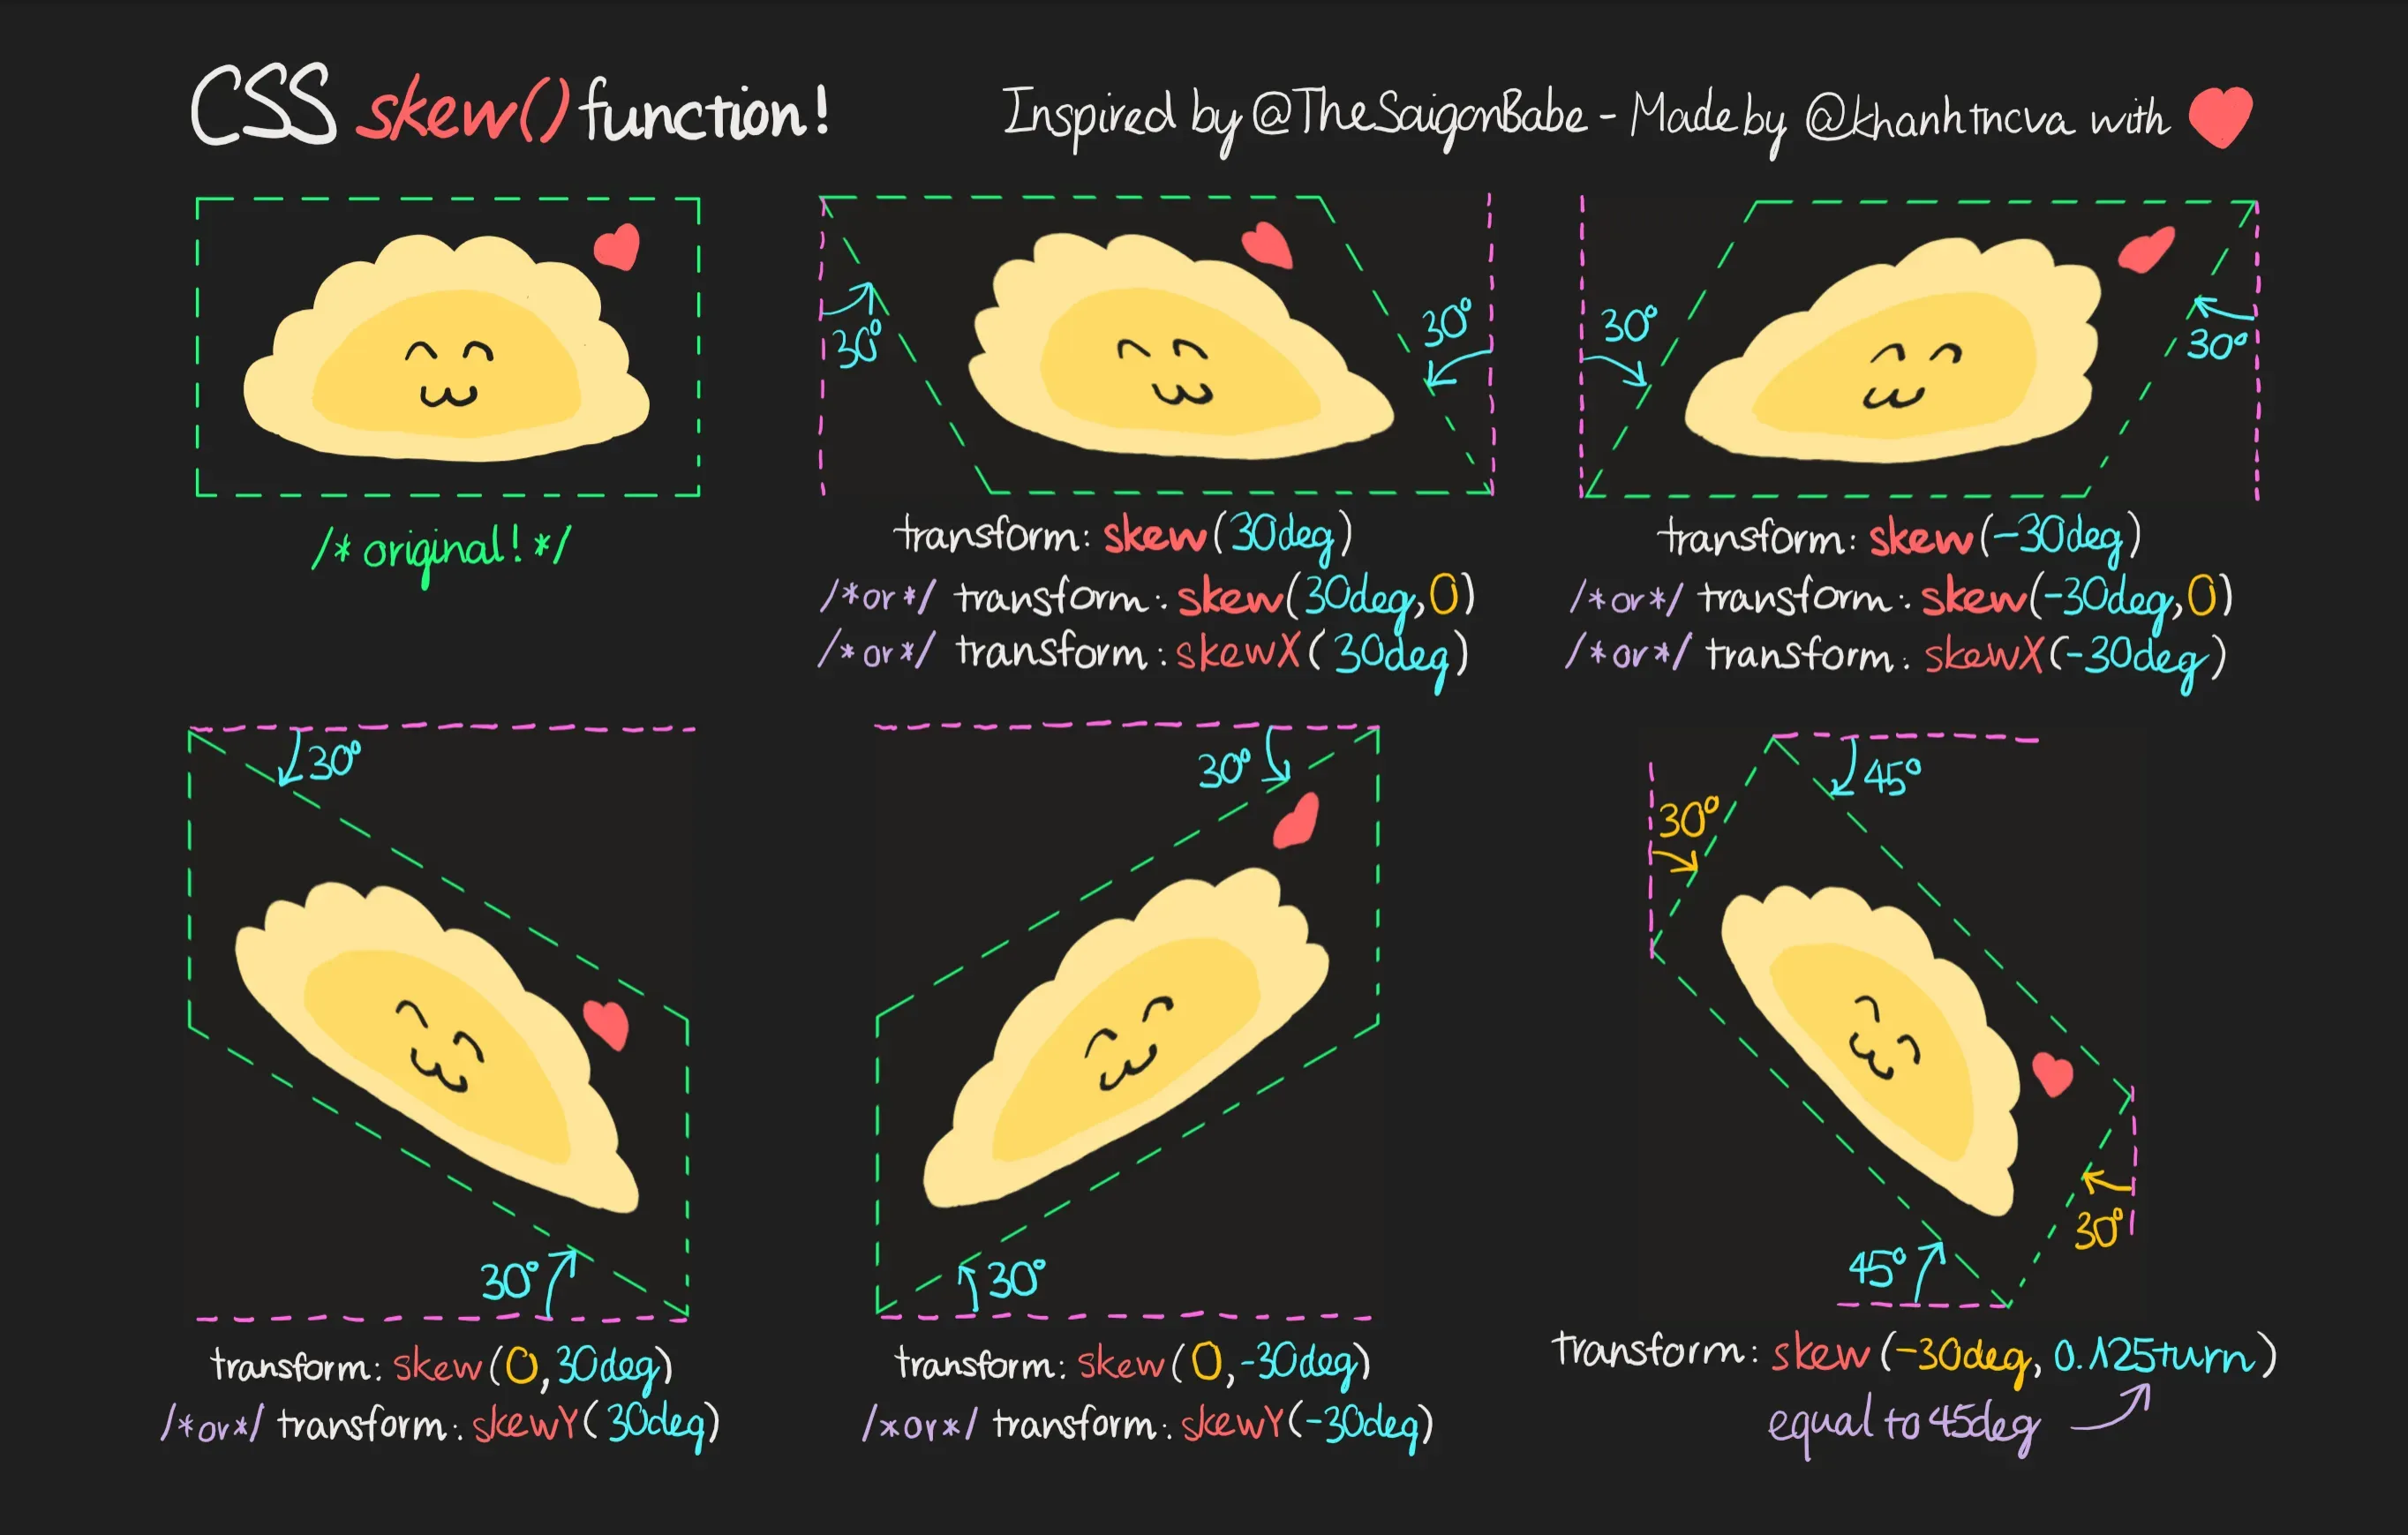 CSS skew() function!
Inspired by @TheSaigonBabe - Made by @khanhtncva with
30°
30°
30°
30°
/* original! */
transform: skew(30deg)
/*or*/ transform: skew(30deg,0)
/*or*/ transform: skewX(30deg)
transform: skew(-30deg)
/*or*/ transform: skew(-30deg,0)
/*or*/ transform: skewX(-30deg)
30°
30°
transform: skew(0,30deg)
/*or*/ transform: skewY(30deg)
30°
30°
transform: skew(0,-30deg)
/*or*/ transform: skewY(-30deg)
45°
30°
30°
45°
transform: skew(-30deg, 0.125turn)
equal to 45deg